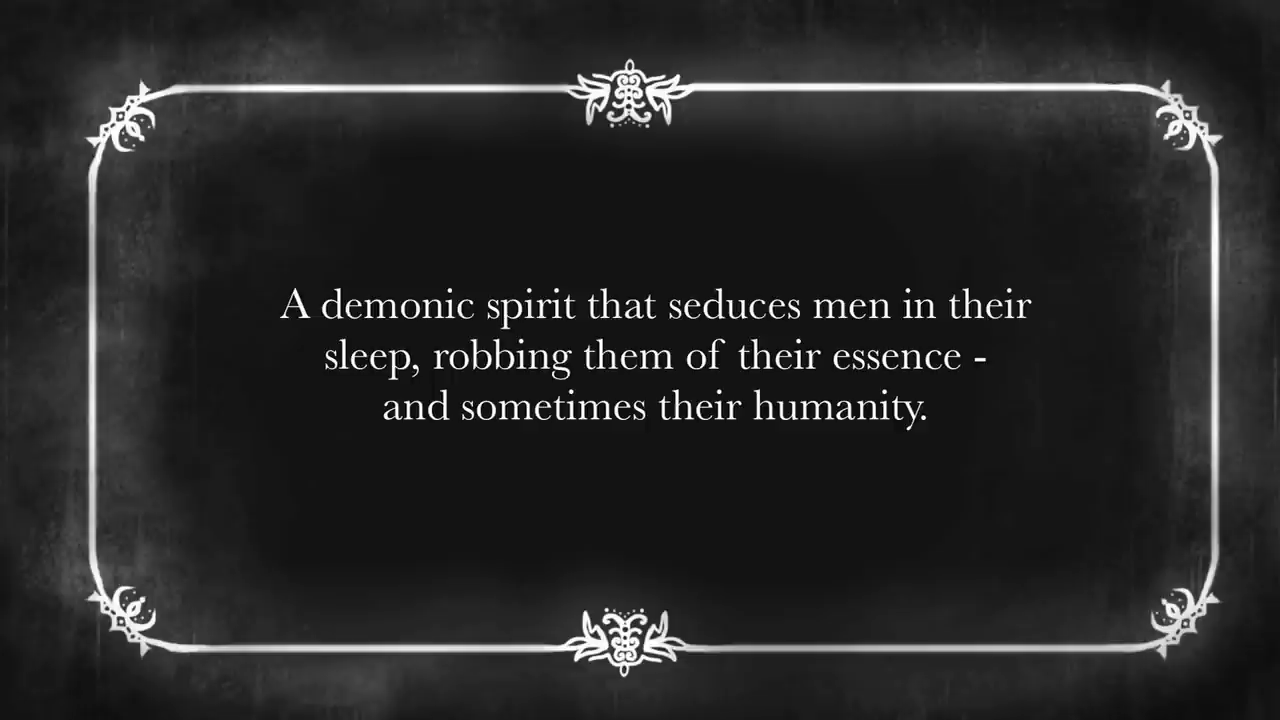 A demonic spirit that seduces men in their
sleep, robbing them of their essence -
and sometimes their humanity.